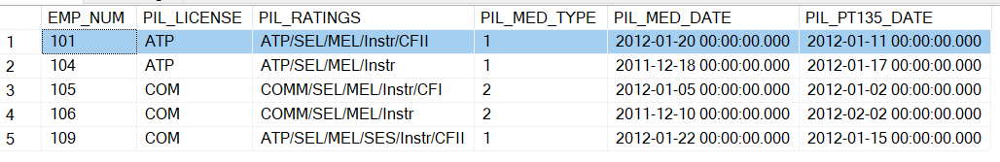 EMP_NUM PIL_LICENSE PIL_RATINGS PIL_MED_TYPE PIL_MED_DATE PIL_PT135_DATE
1 101 ATP ATP/SEL/MEL/Instr/CFII 1 2012-01-20 00:00:00.000 2012-01-11 00:00:00.000
2 104 ATP ATP/SEL/MEL/Instr 1 2011-12-18 00:00:00.000 2012-01-17 00:00:00.000
3 105 COM COMM/SEL/MEL/Instr/CFI 2 2012-01-05 00:00:00.000 2012-01-02 00:00:00.000
4 106 COM COMM/SEL/MEL/Instr 2 2011-12-10 00:00:00.000 2012-02-02 00:00:00.000
5 109 COM ATP/SEL/MEL/SES/Instr/CFII 1 2012-01-22 00:00:00.000 2012-01-15 00:00:00.000